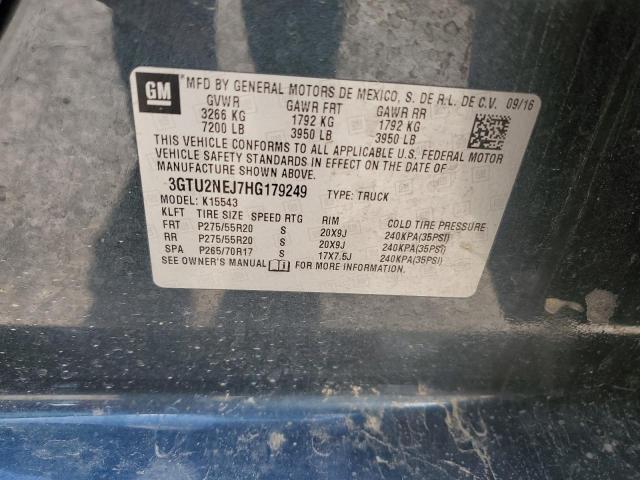 GM
MFD BY GENERAL MOTORS DE MEXICO, S. DE R.L. DE C.V. 09/16
GVWR GAWR FRT GAWR RR
3266 KG 1792 KG 1792 KG
7200 LB 3950 LB 3950 LB
THIS VEHICLE CONFORMS TO ALL APPLICABLE U.S. FEDERAL MOTOR
VEHICLE SAFETY STANDARDS IN EFFECT ON THE DATE OF
MANUFACTURE SHOWN ABOVE.
3GTU2NEJ7HG179249 TYPE: TRUCK
MODEL: K15543
KLFT TIRE SIZE SPEED RTG RIM COLD TIRE PRESSURE
FRT P275/55R20 S 20X9J 240KPA(35PSI)
RR P275/55R20 S 20X9J 240KPA(35PSI)
SPA P265/70R17 S 17X7.5J 240KPA(35PSI)
SEE OWNER'S MANUAL FOR MORE INFORMATION.